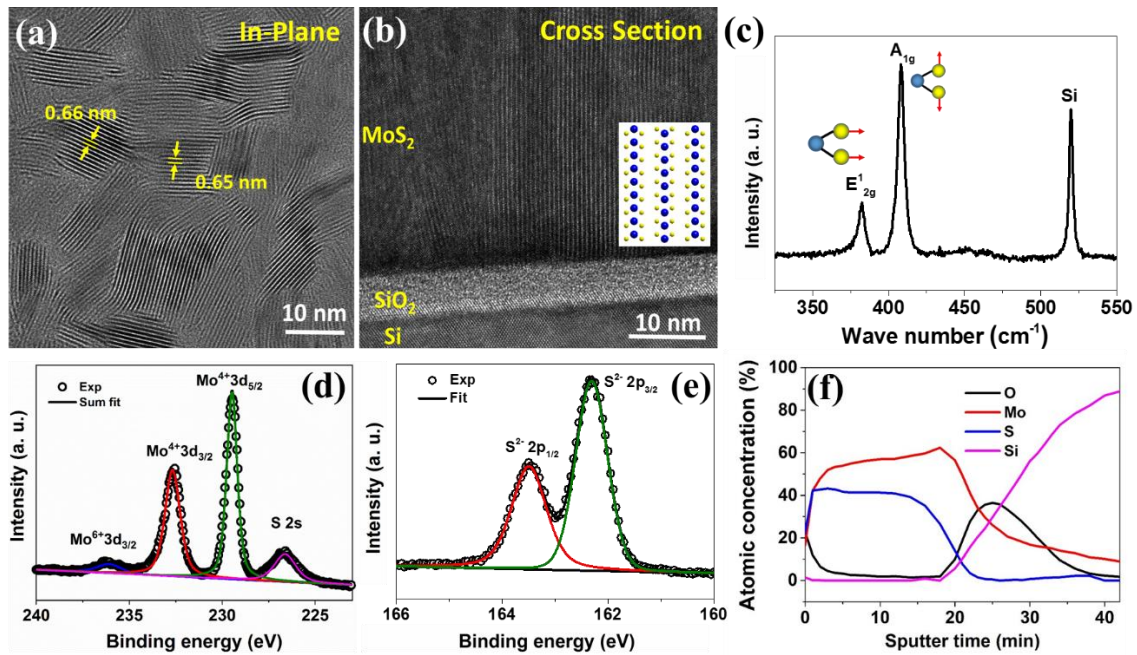 (a)
In-Plane
0.66 nm
0.65 nm
10 nm
(b)
Cross Section
MoS2
SiO2
Si
10 nm
(c)
A1g
E¹2g
Si
Intensity (a. u.)
350 400 450 500 550
Wave number (cm⁻¹)
(d)
Exp
Sum fit
Mo⁴⁺3d5/2
Mo⁴⁺3d3/2
Mo⁶⁺3d3/2
S 2s
Intensity (a. u.)
240 235 230 225
Binding energy (eV)
(e)
Exp
Fit
S²⁻ 2p3/2
S²⁻ 2p1/2
Intensity (a. u.)
166 164 162 160
Binding energy (eV)
(f)
O
Mo
S
Si
Atomic concentration (%)
100
80
60
40
20
0
0 10 20 30 40
Sputter time (min)